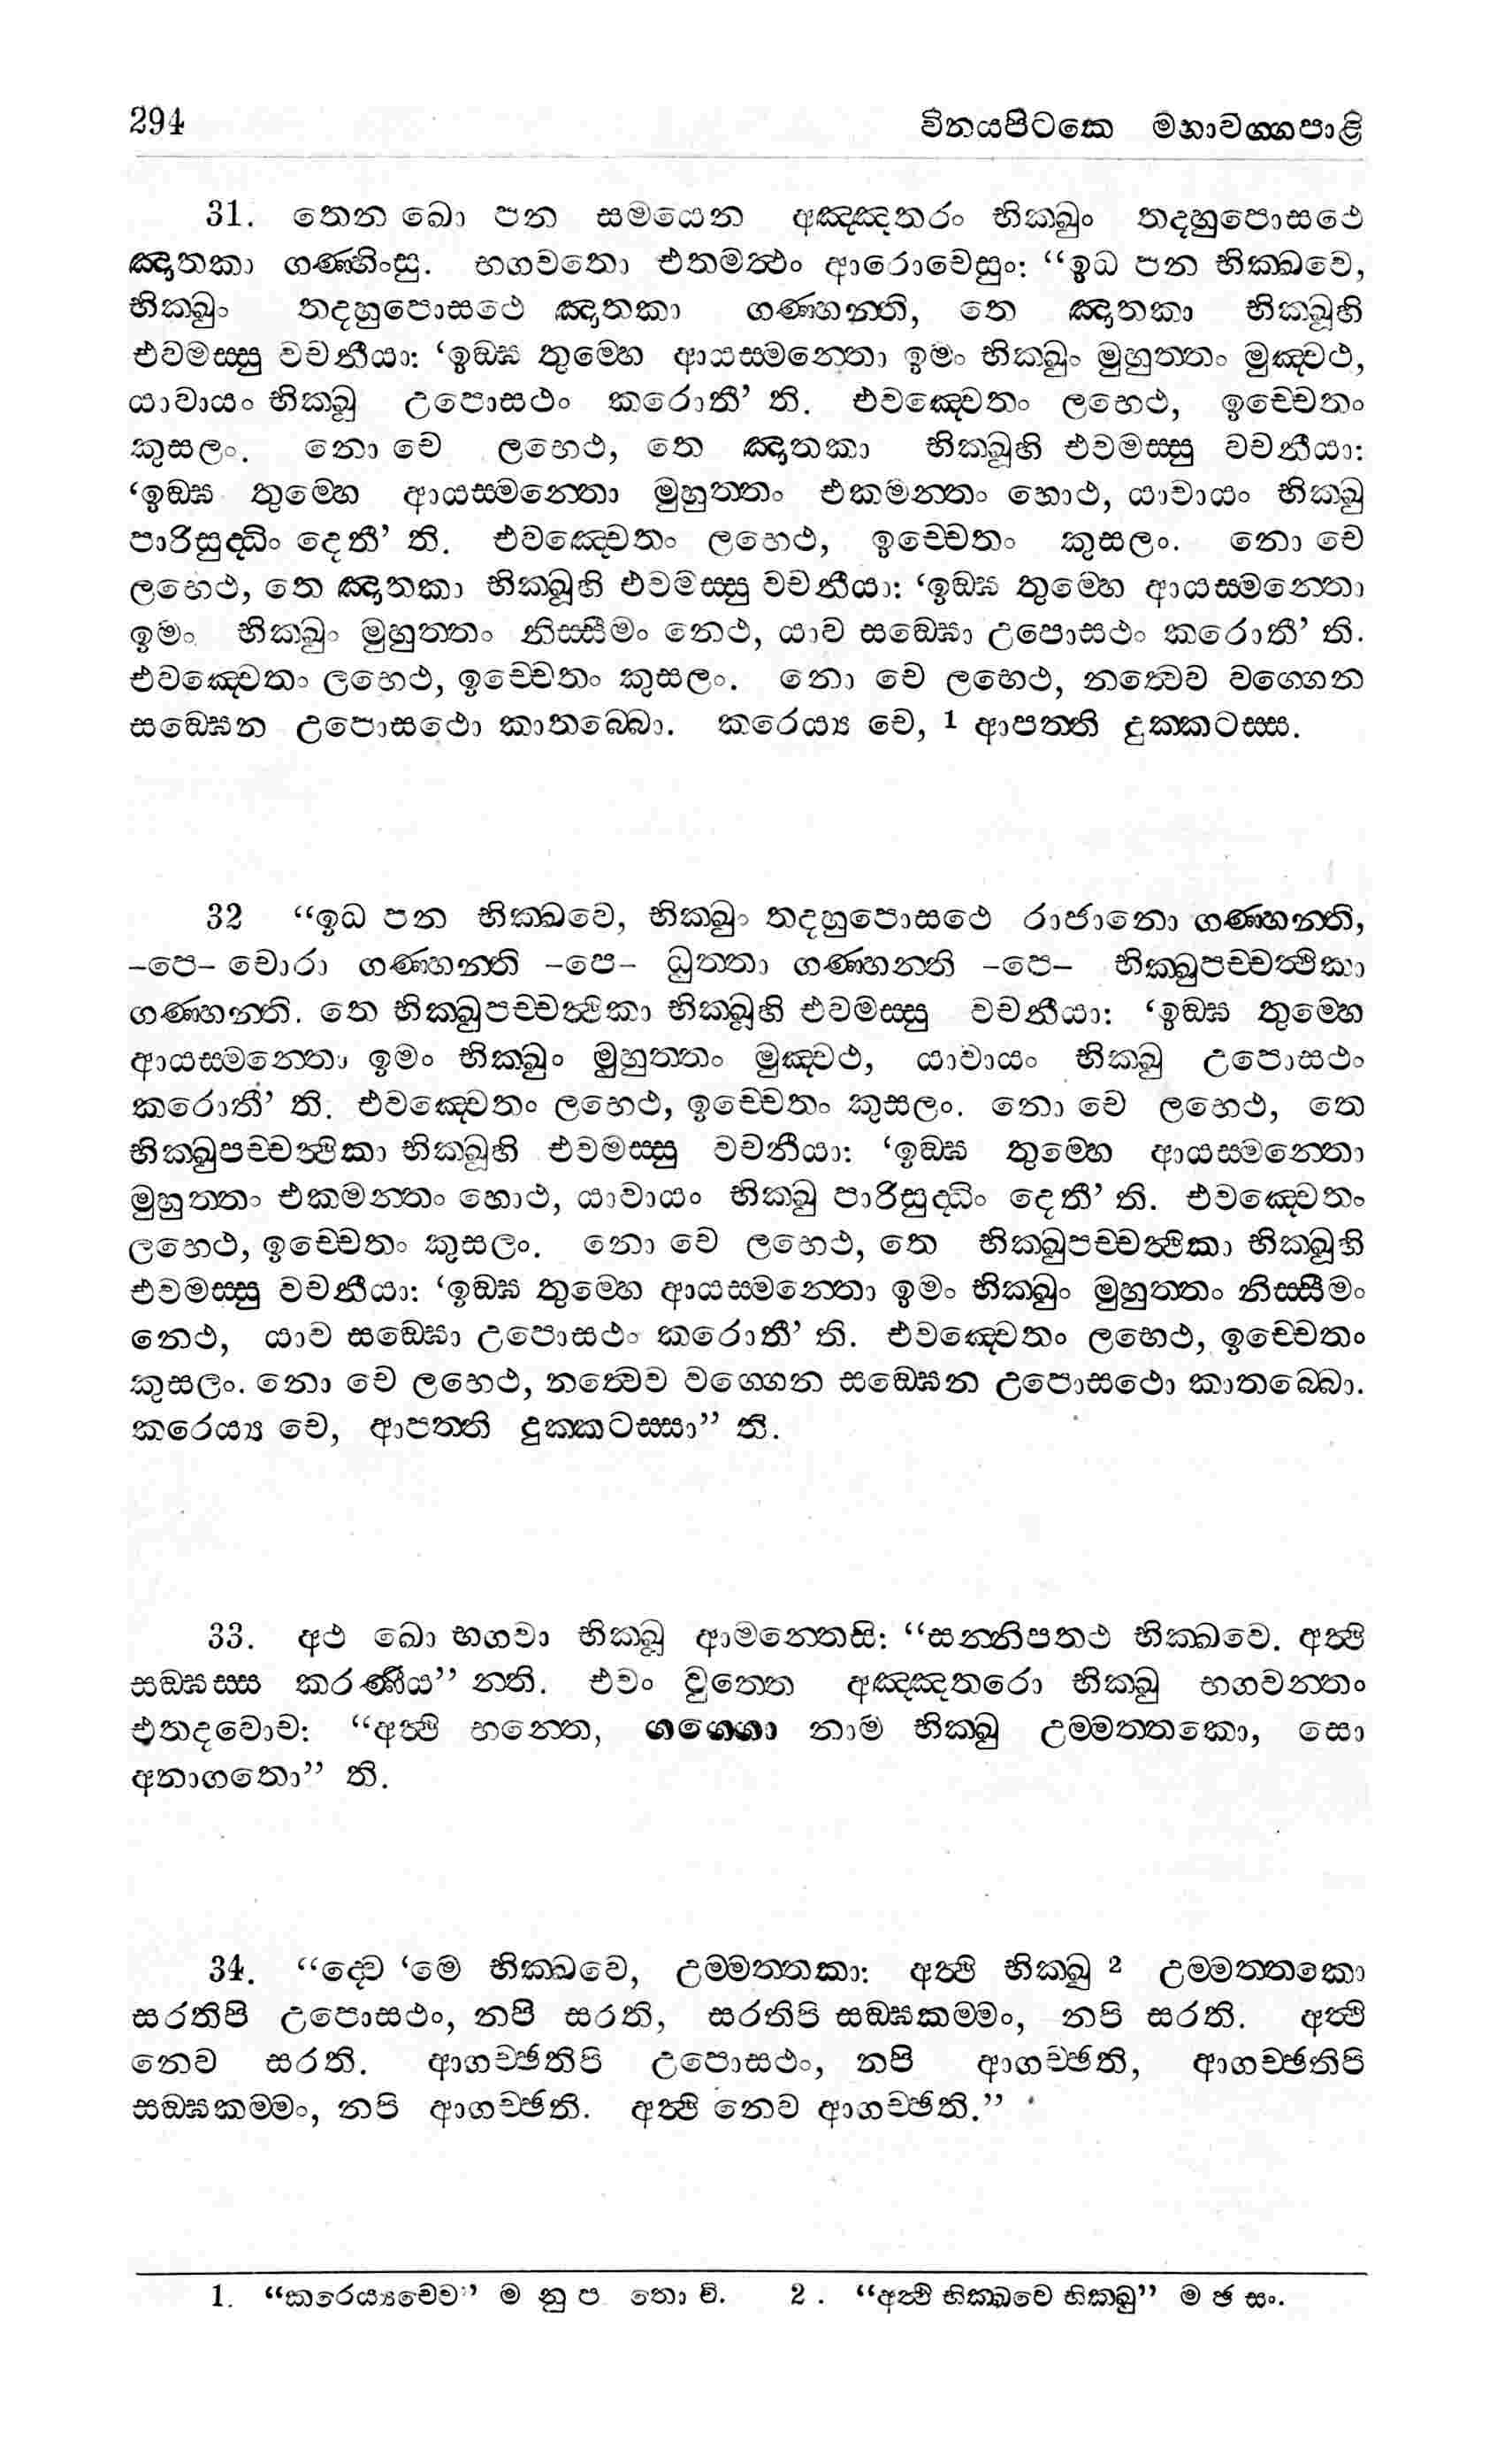 294 විනයපිටකෙ මහාවග්ගපාළි
31. තෙන ඛො පන සමයෙන අඤ්ඤතරං භික්ඛුං තදහුපොසථෙ
ඤාතකා ගණ්හිංසු. භගවතො එතමත්ථං ආරොචෙසුං: “ඉධ පන භික්ඛවෙ,
භික්ඛුං තදහුපොසථෙ ඤාතකා ගණ්හන්ති, තෙ ඤාතකා භික්ඛූහි
එවමස්සු වචනීයා: ‘ඉඞ්ඝ තුම්හෙ ආයස්මන්තො ඉමං භික්ඛුං මුහුත්තං මුඤ්චථ,
යාවායං භික්ඛු උපොසථං කරොතී’ ති. එවඤ්චෙතං ලභෙථ, ඉච්චෙතං
කුසලං. නො චෙ ලභෙථ, තෙ ඤාතකා භික්ඛූහි එවමස්සු වචනීයා:
‘ඉඞ්ඝ තුම්හෙ ආයස්මන්තො මුහුත්තං එකමන්තං හොථ, යාවායං භික්ඛු
පාරිසුද්ධිං දෙතී’ ති. එවඤ්චෙතං ලභෙථ, ඉච්චෙතං කුසලං. නො චෙ
ලභෙථ, තෙ ඤාතකා භික්ඛූහි එවමස්සු වචනීයා: ‘ඉඞ්ඝ තුම්හෙ ආයස්මන්තො
ඉමං භික්ඛුං මුහුත්තං නිස්සීමං නෙථ, යාව සඞ්ඝො උපොසථං කරොතී’ ති.
එවඤ්චෙතං ලභෙථ, ඉච්චෙතං කුසලං. නො චෙ ලභෙථ, නත්වෙව වග්ගෙන
සඞ්ඝෙන උපොසථො කාතබ්බො. කරෙය්‍ය චෙ, 1 ආපත්ති දුක්කටස්ස.
32 “ඉධ පන භික්ඛවෙ, භික්ඛුං තදහුපොසථෙ රාජානො ගණ්හන්ති,
–පෙ– චොරා ගණ්හන්ති –පෙ– ධුත්තා ගණ්හන්ති –පෙ– භික්ඛුපච්චත්ථිකා
ගණ්හන්ති. තෙ භික්ඛුපච්චත්ථිකා භික්ඛූහි එවමස්සු වචනීයා: ‘ඉඞ්ඝ තුම්හෙ
ආයස්මන්තො ඉමං භික්ඛුං මුහුත්තං මුඤ්චථ, යාවායං භික්ඛු උපොසථං
කරොතී’ ති. එවඤ්චෙතං ලභෙථ, ඉච්චෙතං කුසලං. නො චෙ ලභෙථ, තෙ
භික්ඛුපච්චත්ථිකා භික්ඛූහි එවමස්සු වචනීයා: ‘ඉඞ්ඝ තුම්හෙ ආයස්මන්තො
මුහුත්තං එකමන්තං හොථ, යාවායං භික්ඛු පාරිසුද්ධිං දෙතී’ ති. එවඤ්චෙතං
ලභෙථ, ඉච්චෙතං කුසලං. නො චෙ ලභෙථ, තෙ භික්ඛුපච්චත්ථිකා භික්ඛූහි
එවමස්සු වචනීයා: ‘ඉඞ්ඝ තුම්හෙ ආයස්මන්තො ඉමං භික්ඛුං මුහුත්තං නිස්සීමං
නෙථ, යාව සඞ්ඝො උපොසථං කරොතී’ ති. එවඤ්චෙතං ලභෙථ, ඉච්චෙතං
කුසලං. නො චෙ ලභෙථ, නත්වෙව වග්ගෙන සඞ්ඝෙන උපොසථො කාතබ්බො.
කරෙය්‍ය චෙ, ආපත්ති දුක්කටස්සා” ති.
33. අථ ඛො භගවා භික්ඛූ ආමන්තෙසි: “සන්නිපතථ භික්ඛවෙ. අත්ථි
සඞ්ඝස්ස කරණීය” න්ති. එවං වුත්තෙ අඤ්ඤතරො භික්ඛු භගවන්තං
එතදවොච: “අත්ථි භන්තෙ, ගග්ගො නාම භික්ඛු උම්මත්තකො, සො
අනාගතො” ති.
34. “ද්වෙ ‘මෙ භික්ඛවෙ, උම්මත්තකා: අත්ථි භික්ඛු 2 උම්මත්තකො
සරතිපි උපොසථං, නපි සරති, සරතිපි සඞ්ඝකම්මං, නපි සරති. අත්ථි
නෙව සරති. ආගච්ඡතිපි උපොසථං, නපි ආගච්ඡති, ආගච්ඡතිපි
සඞ්ඝකම්මං, නපි ආගච්ඡති. අත්ථි නෙව ආගච්ඡති.”
1. “කරෙය්‍යචෙව” ම නු ප තො වි. 2 . “අත්ථි භික්ඛවෙ භික්ඛු” ම ඡ සං.